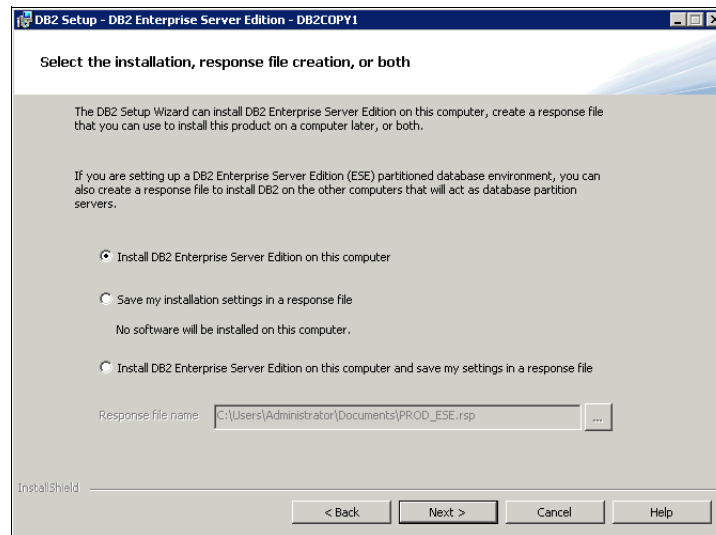 DB2 Setup - DB2 Enterprise Server Edition - DB2COPY1
Select the installation, response file creation, or both
The DB2 Setup Wizard can install DB2 Enterprise Server Edition on this computer, create a response file
that you can use to install this product on a computer later, or both.
If you are setting up a DB2 Enterprise Server Edition (ESE) partitioned database environment, you can
also create a response file to install DB2 on the other computers that will act as database partition
servers.
Install DB2 Enterprise Server Edition on this computer
Save my installation settings in a response file
No software will be installed on this computer.
Install DB2 Enterprise Server Edition on this computer and save my settings in a response file
Response file name C:\Users\Administrator\Documents\PROD_ESE.rsp ...
InstallShield
< Back Next > Cancel Help